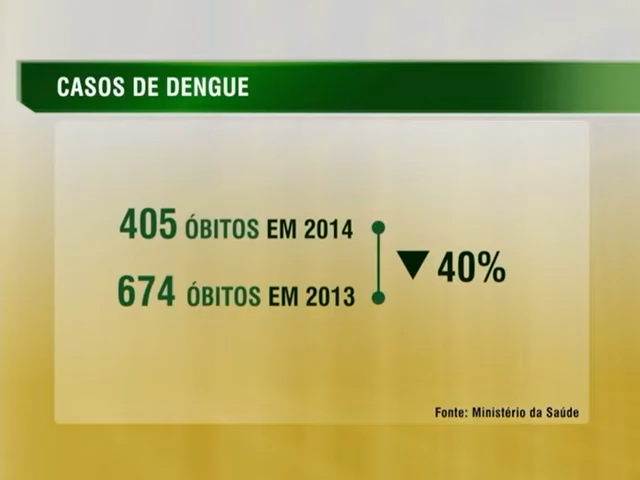 CASOS DE DENGUE
405 ÓBITOS EM 2014
674 ÓBITOS EM 2013
▼ 40%
Fonte: Ministério da Saúde